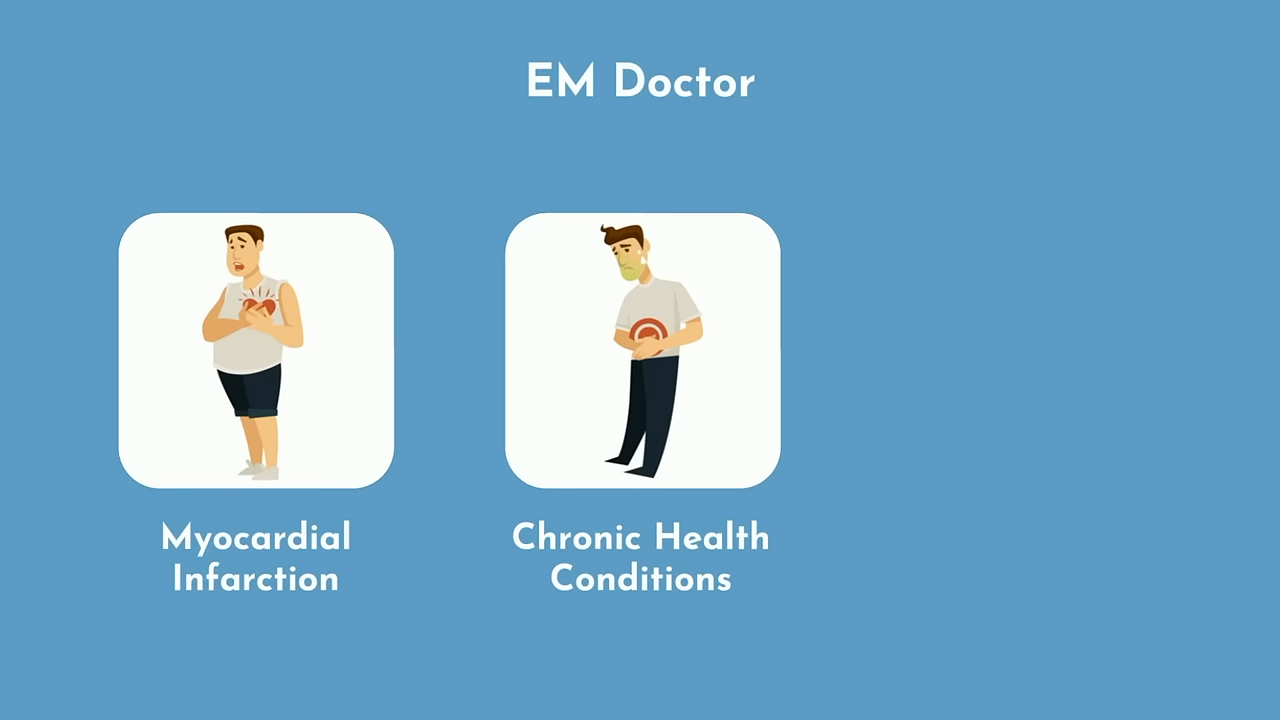 EM Doctor
Myocardial
Infarction
Chronic Health
Conditions